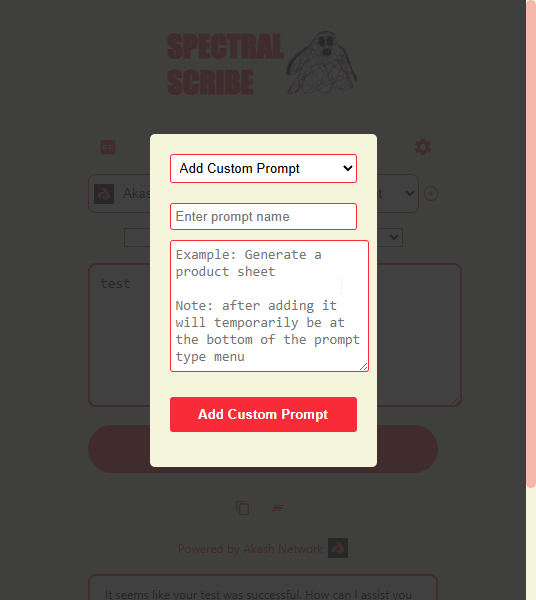 SPECTRAL
SCRIBE
Akas
t
test
Add Custom Prompt
Enter prompt name
Example: Generate a
product sheet
Note: after adding it
will temporarily be at
the bottom of the prompt
type menu
Add Custom Prompt
Powered by Akash Network
It seems like your test was successful. How can I assist you